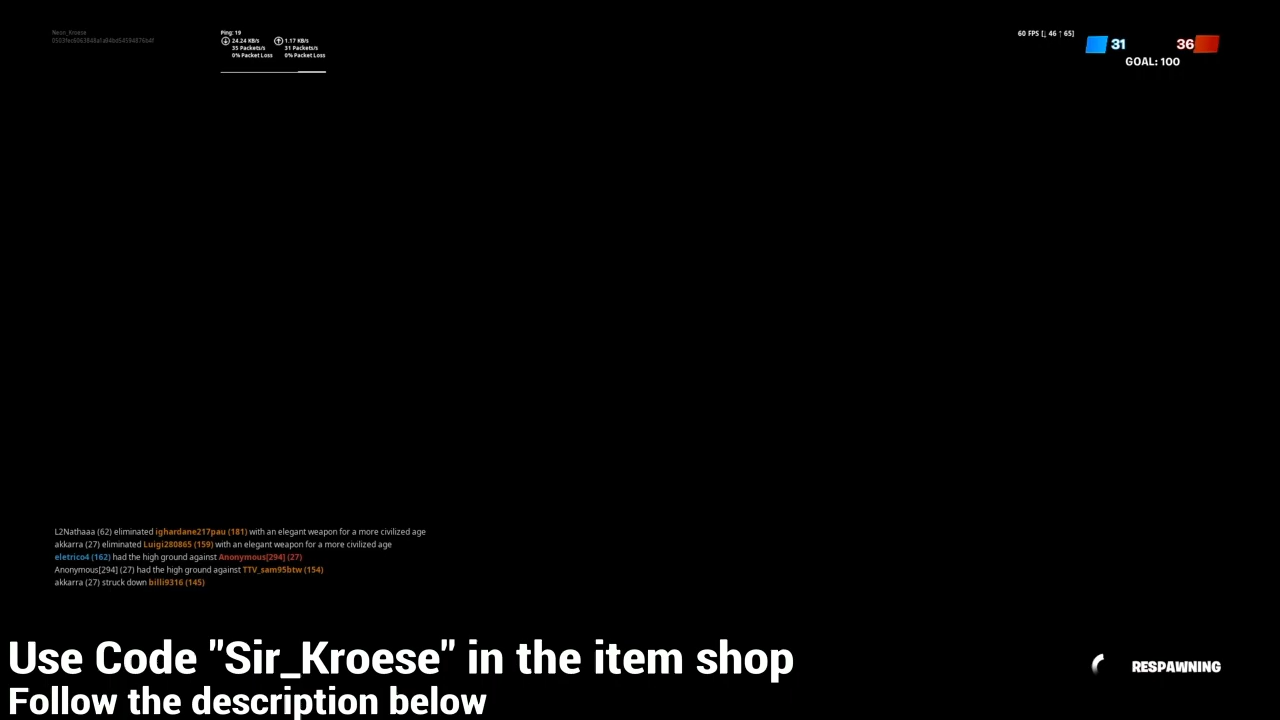 Neon_Kroese
Ping: 19
24.24 KB/s 1.17 KB/s
35 Packets/s 31 Packets/s
0% Packet Loss 0% Packet Loss
60 FPS [↓ 46 ↑ 65]
31 36
GOAL: 100
L2Nathaaa (62) eliminated ighardane217pau (181) with an elegant weapon for a more civilized age
akkarra (27) eliminated Luigi280865 (159) with an elegant weapon for a more civilized age
eletrico4 (162) had the high ground against Anonymous[294] (27)
Anonymous[294] (27) had the high ground against TTV_sam95btw (154)
akkarra (27) struck down billi9316 (145)
Use Code "Sir_Kroese" in the item shop
Follow the description below
RESPAWNING